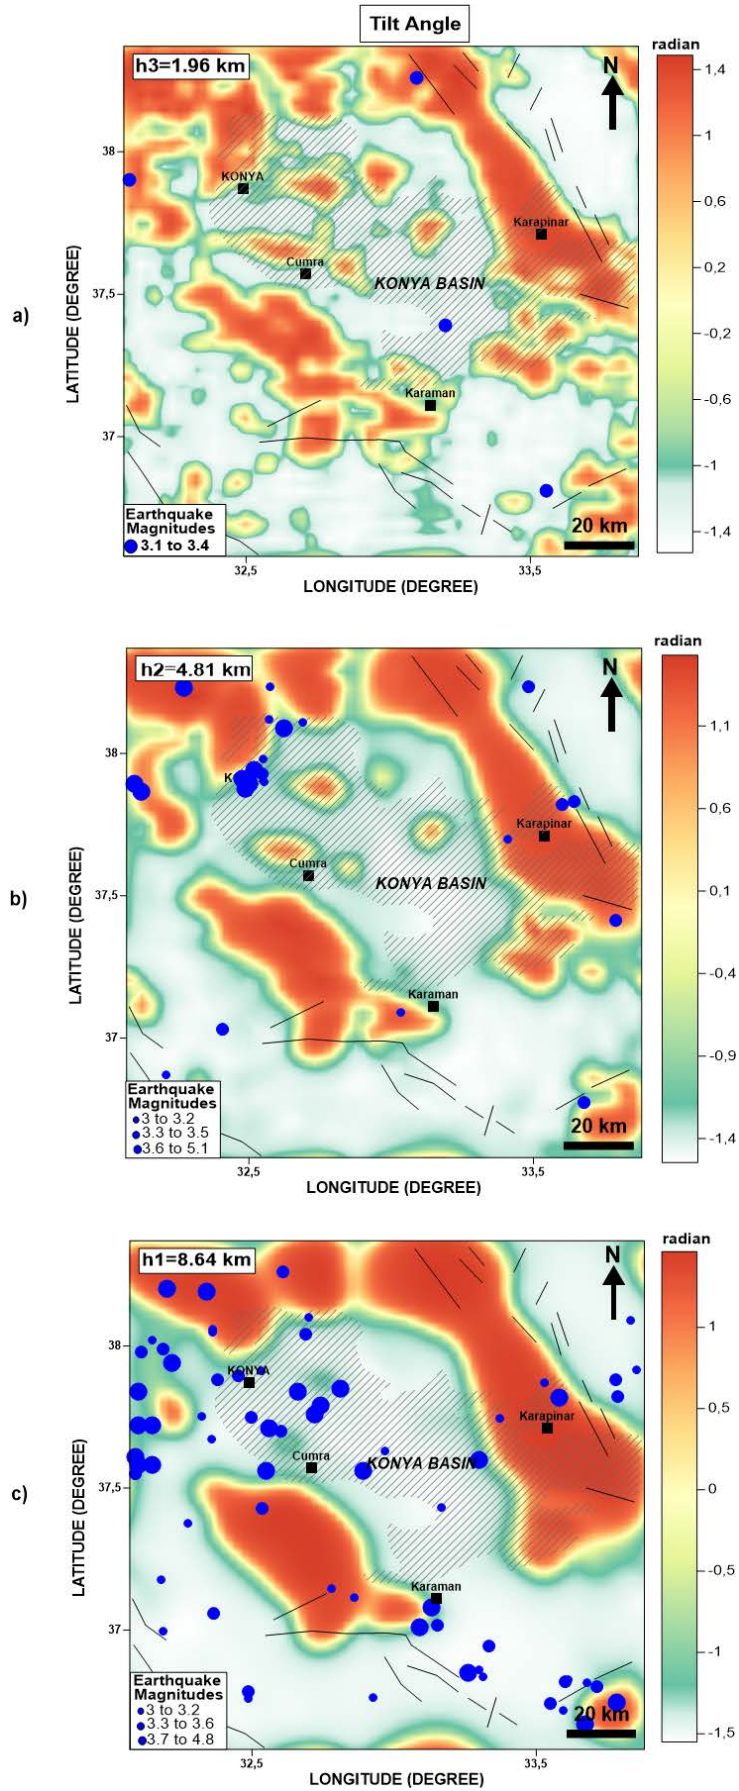 Tilt Angle
a)
h3=1.96 km
N
radian
1,4
1
0,6
0,2
-0,2
-0,6
-1
-1,4
38
37,5
37
LATITUDE (DEGREE)
KONYA
Karapinar
Cumra
KONYA BASIN
Karaman
Earthquake
Magnitudes
3.1 to 3.4
20 km
32,5
33,5
LONGITUDE (DEGREE)
b)
h2=4.81 km
N
radian
1,1
0,6
0,1
-0,4
-0,9
-1,4
38
37,5
37
LATITUDE (DEGREE)
K
Karapinar
Cumra
KONYA BASIN
Karaman
Earthquake
Magnitudes
3 to 3.2
3.3 to 3.5
3.6 to 5.1
20 km
32,5
33,5
LONGITUDE (DEGREE)
c)
h1=8.64 km
N
radian
1
0,5
0
-0,5
-1
-1,5
38
37,5
37
LATITUDE (DEGREE)
KONYA
Karapinar
Cumra
KONYA BASIN
Karaman
Earthquake
Magnitudes
3 to 3.2
3.3 to 3.6
3.7 to 4.8
20 km
32,5
33,5
LONGITUDE (DEGREE)